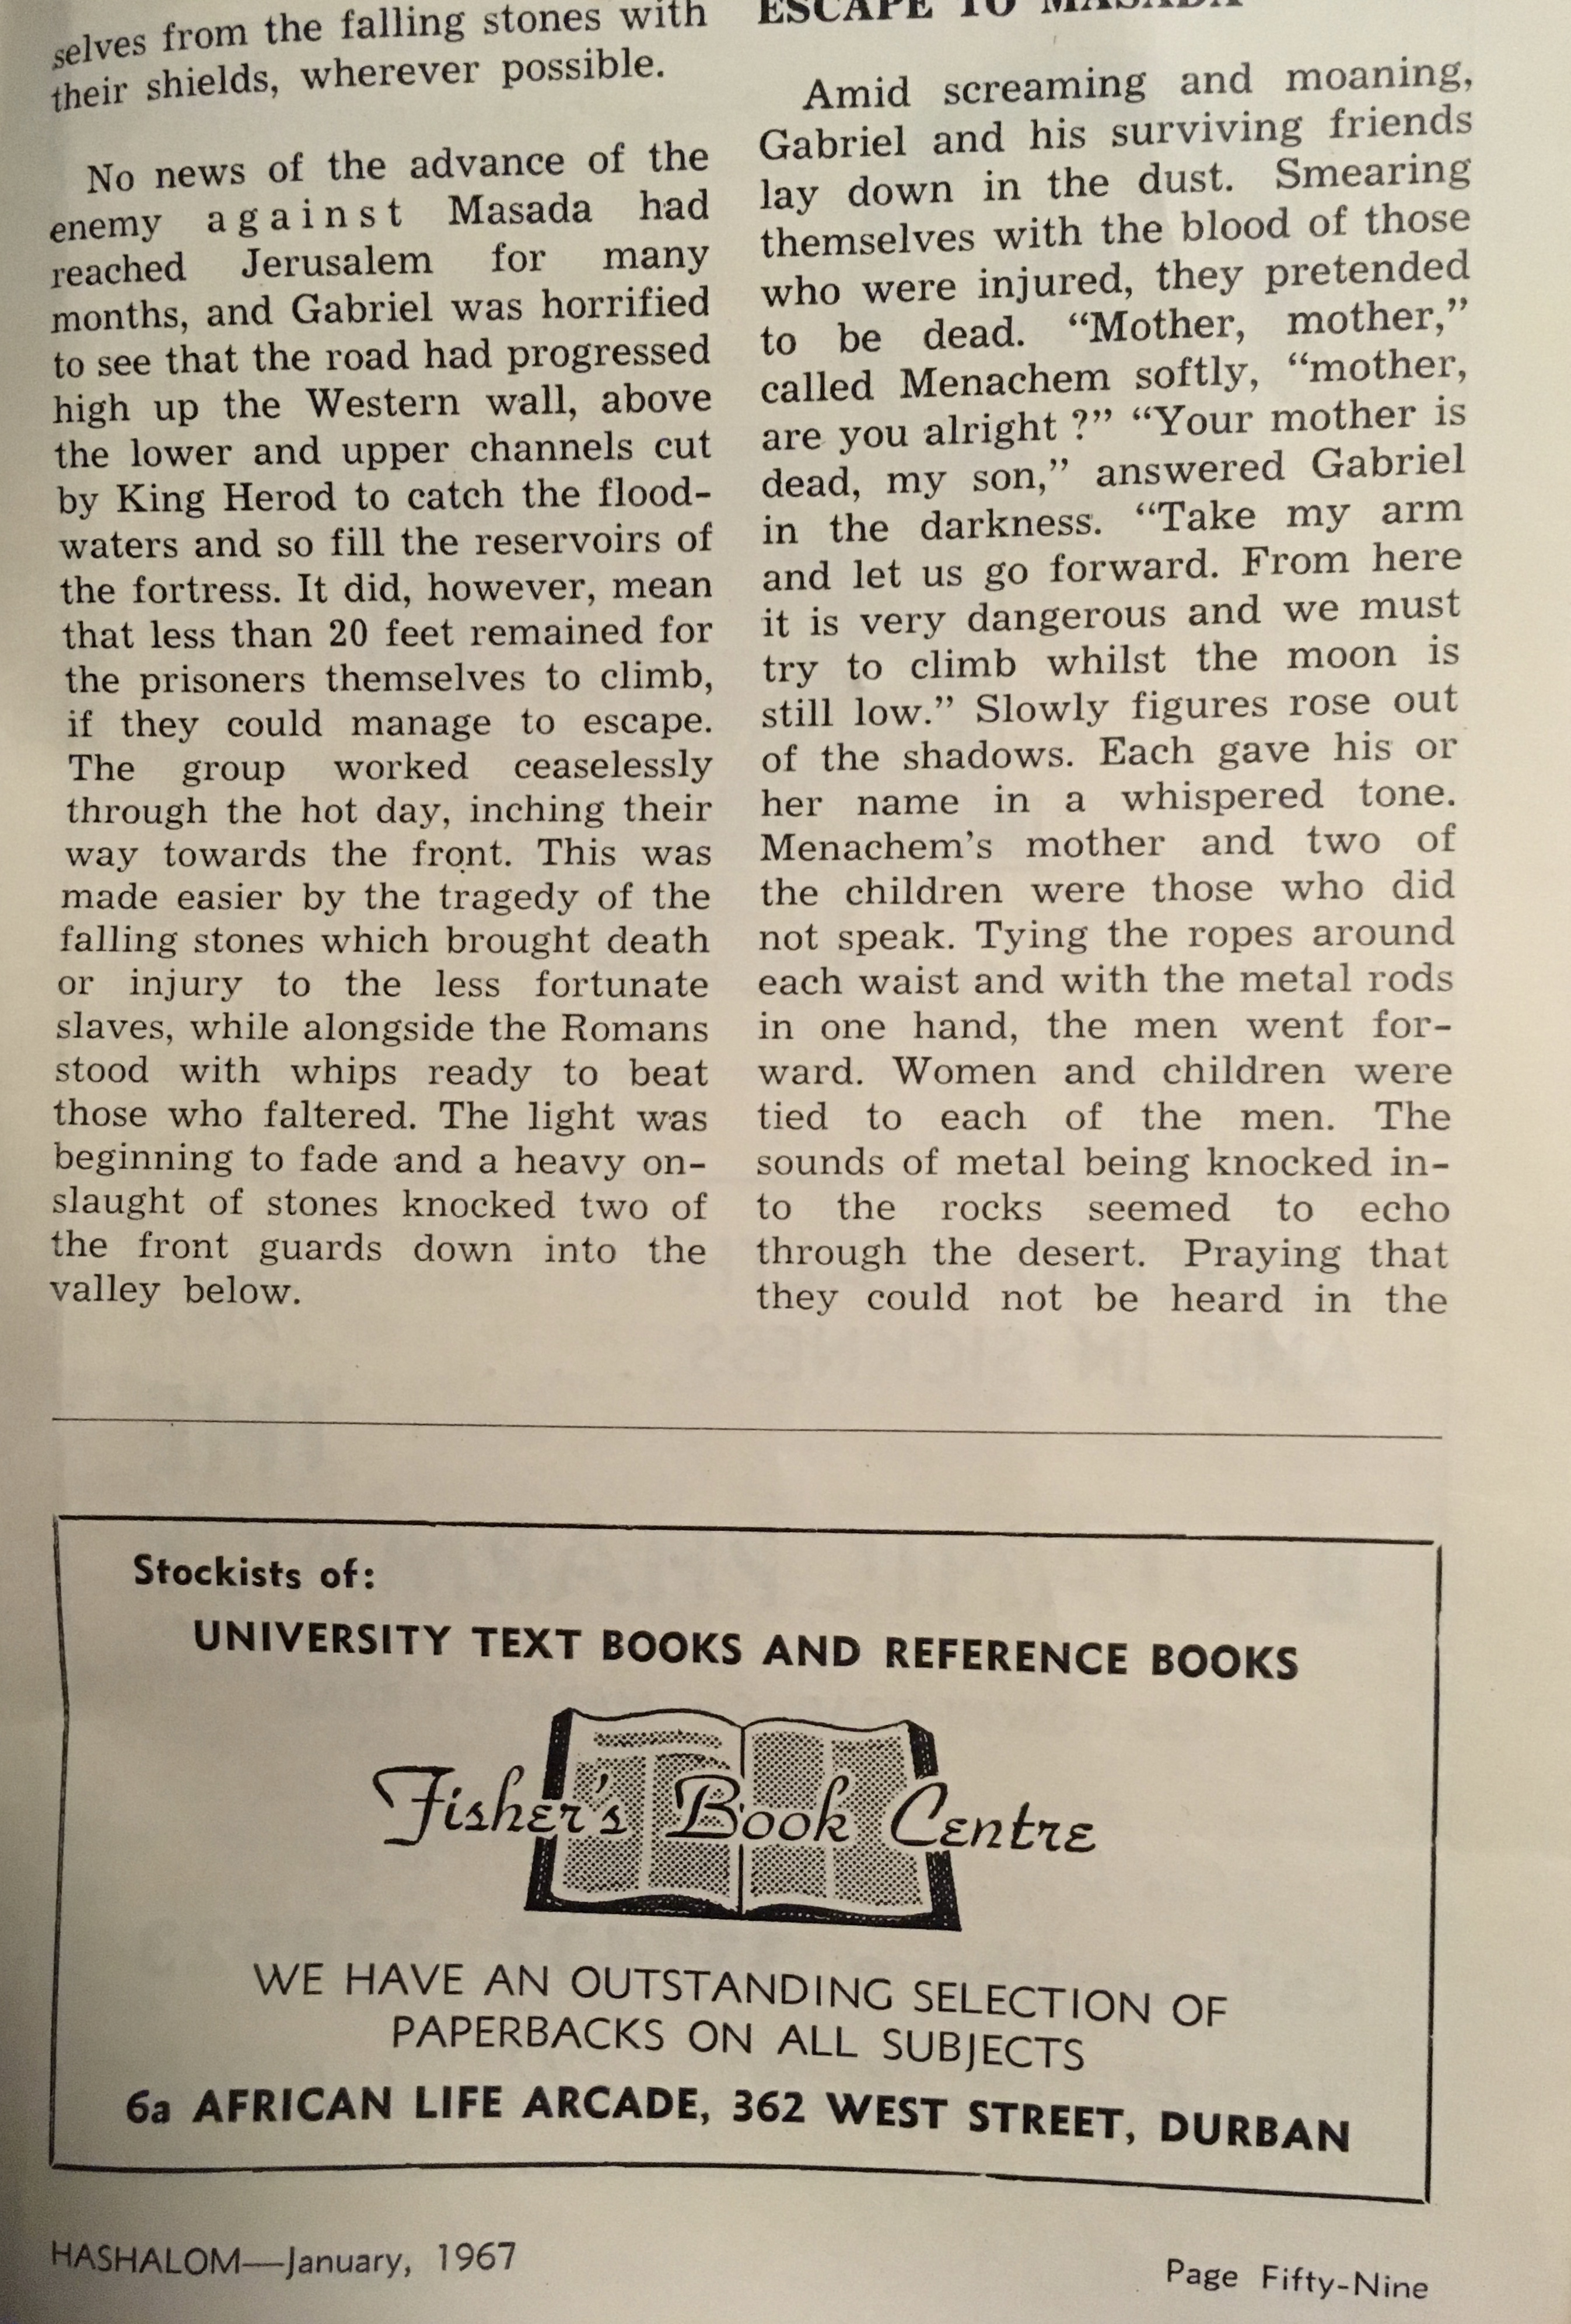 selves from the falling stones with
their shields, wherever possible.
No news of the advance of the
enemy against Masada had
reached Jerusalem for many
months, and Gabriel was horrified
to see that the road had progressed
high up the Western wall, above
the lower and upper channels cut
by King Herod to catch the flood-
waters and so fill the reservoirs of
the fortress. It did, however, mean
that less than 20 feet remained for
the prisoners themselves to climb,
if they could manage to escape.
The group worked ceaselessly
through the hot day, inching their
way towards the front. This was
made easier by the tragedy of the
falling stones which brought death
or injury to the less fortunate
slaves, while alongside the Romans
stood with whips ready to beat
those who faltered. The light was
beginning to fade and a heavy on-
slaught of stones knocked two of
the front guards down into the
valley below.
ESCAPE TO MASADA
Amid screaming and moaning,
Gabriel and his surviving friends
lay down in the dust. Smearing
themselves with the blood of those
who were injured, they pretended
to be dead. “Mother, mother,”
called Menachem softly, “mother,
are you alright ?” “Your mother is
dead, my son,” answered Gabriel
in the darkness. “Take my arm
and let us go forward. From here
it is very dangerous and we must
try to climb whilst the moon is
still low.” Slowly figures rose out
of the shadows. Each gave his or
her name in a whispered tone.
Menachem’s mother and two of
the children were those who did
not speak. Tying the ropes around
each waist and with the metal rods
in one hand, the men went for-
ward. Women and children were
tied to each of the men. The
sounds of metal being knocked in-
to the rocks seemed to echo
through the desert. Praying that
they could not be heard in the
Stockists of:
UNIVERSITY TEXT BOOKS AND REFERENCE BOOKS
Fisher's Book Centre
WE HAVE AN OUTSTANDING SELECTION OF
PAPERBACKS ON ALL SUBJECTS
6a AFRICAN LIFE ARCADE, 362 WEST STREET, DURBAN
HASHALOM—January, 1967
Page Fifty-Nine